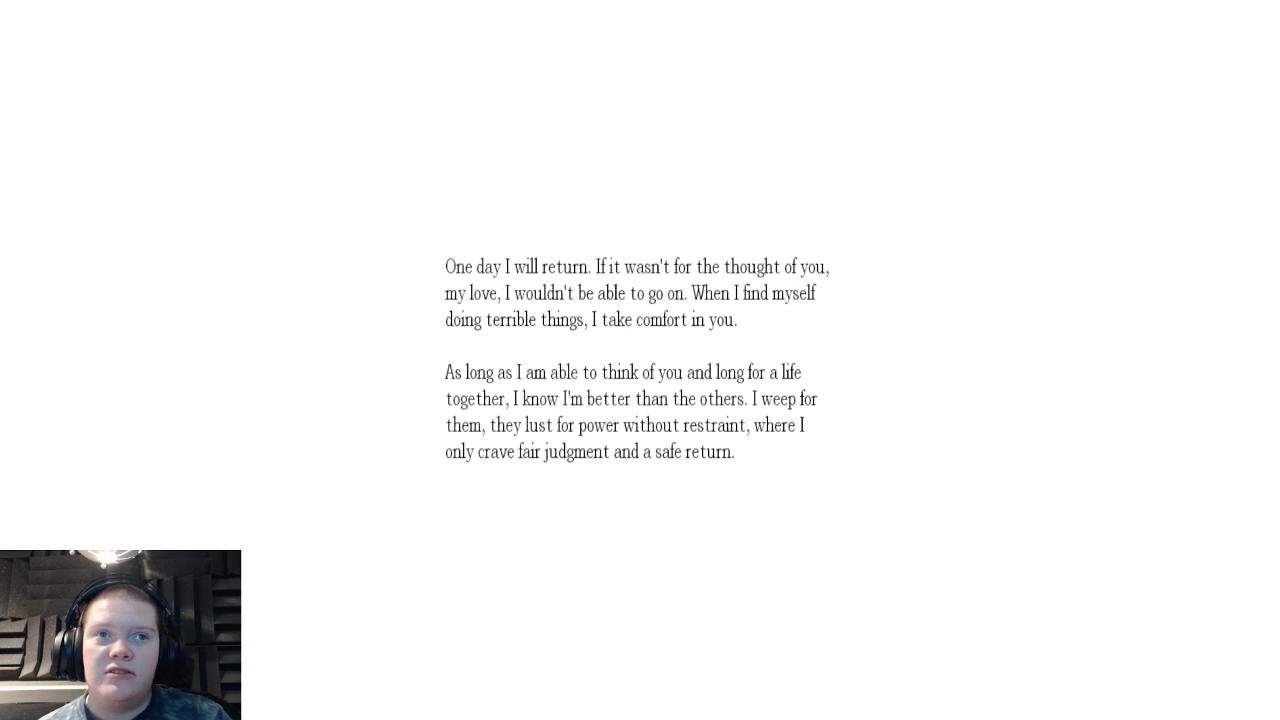 One day I will return. If it wasn't for the thought of you,
my love, I wouldn't be able to go on. When I find myself
doing terrible things, I take comfort in you.
As long as I am able to think of you and long for a life
together, I know I'm better than the others. I weep for
them, they lust for power without restraint, where I
only crave fair judgment and a safe return.